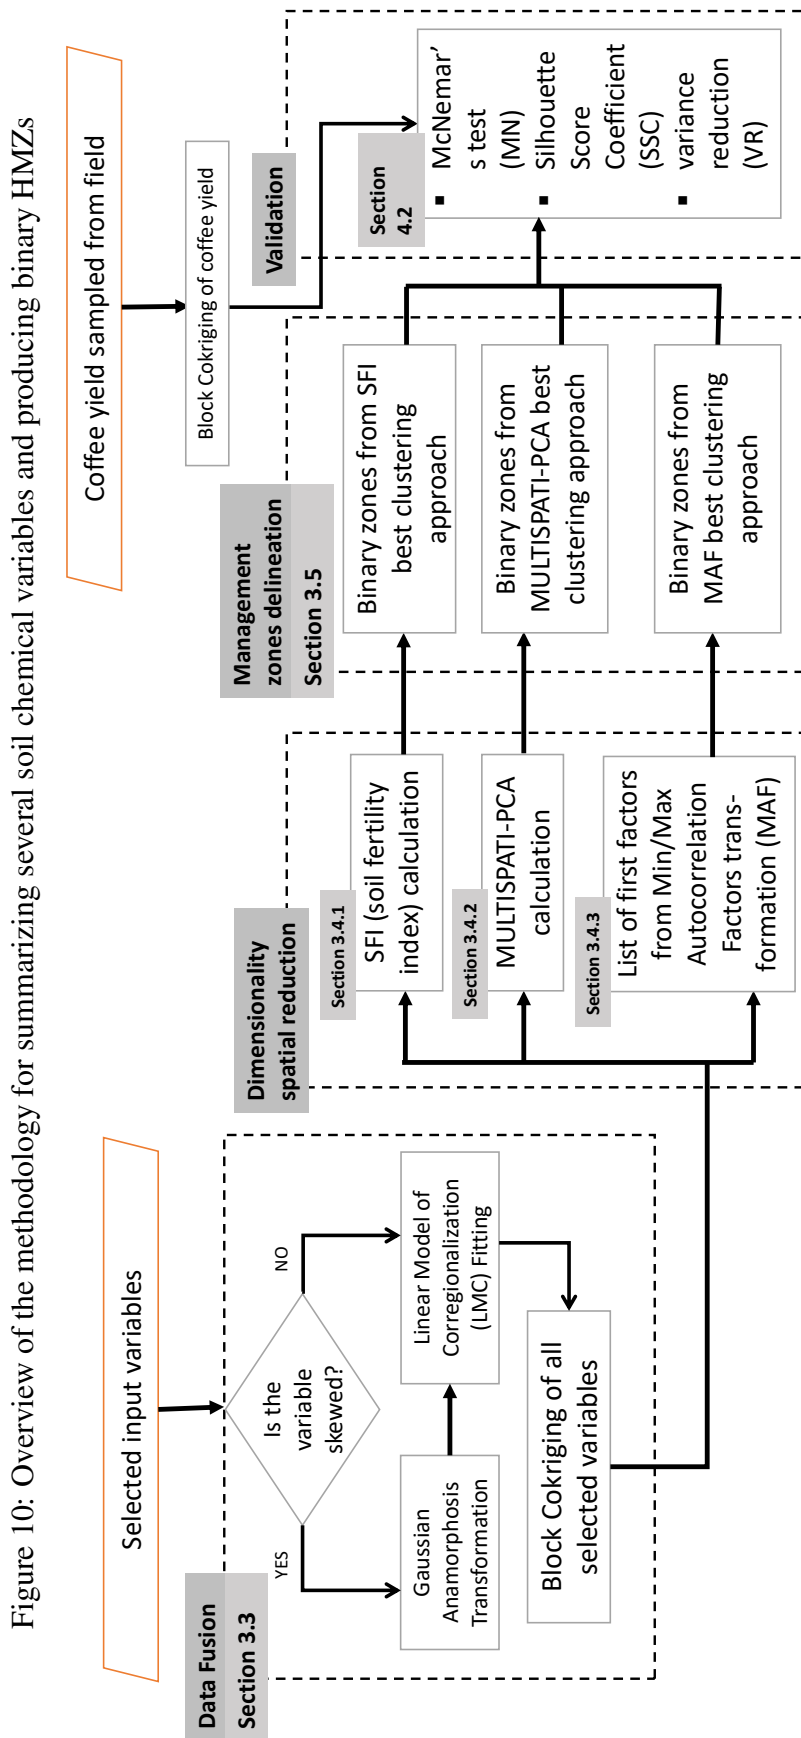 Figure 10: Overview of the methodology for summarizing several soil chemical variables and producing binary HMZs
Selected input variables
Data Fusion
Section 3.3
Is the
variable
skewed?
YES
NO
Gaussian
Anamorphosis
Transformation
Linear Model of
Corregionalization
(LMC) Fitting
Block Cokriging of all
selected variables
Dimensionality
spatial reduction
Section 3.4.1
SFI (soil fertility
index) calculation
Section 3.4.2
MULTISPATI-PCA
calculation
Section 3.4.3
List of first factors
from Min/Max
Autocorrelation
Factors trans-
formation (MAF)
Management
zones delineation
Section 3.5
Binary zones from SFI
best clustering
approach
Binary zones from
MULTISPATI-PCA best
clustering approach
Binary zones from
MAF best clustering
approach
Coffee yield sampled from field
Block Cokriging of coffee yield
Validation
Section
4.2
▪ McNemar'
s test
(MN)
▪ Silhouette
Score
Coefficient
(SSC)
▪ variance
reduction
(VR)